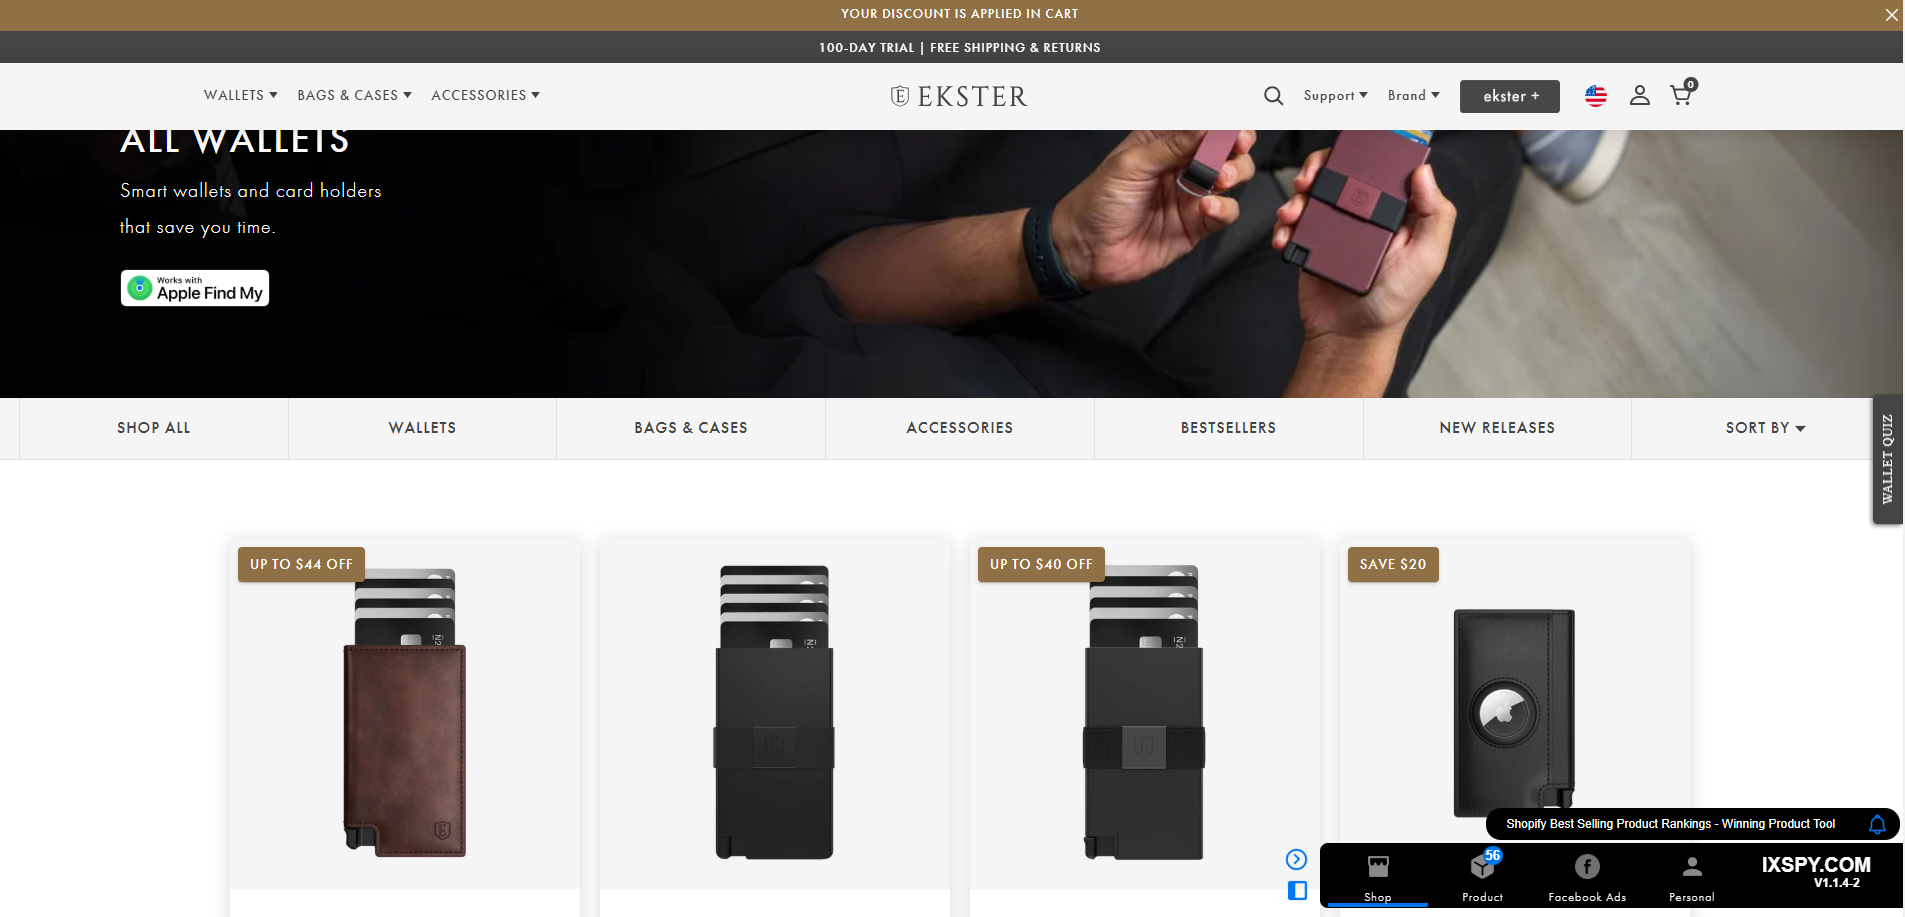 YOUR DISCOUNT IS APPLIED IN CART
100-DAY TRIAL | FREE SHIPPING & RETURNS
WALLETS
BAGS & CASES
ACCESSORIES
E EKSTER
Support
Brand
ekster +
0
ALL WALLETS
Smart wallets and card holders
that save you time.
Works with
Apple Find My
SHOP ALL
WALLETS
BAGS & CASES
ACCESSORIES
BESTSELLERS
NEW RELEASES
SORT BY
WALLET QUIZ
UP TO $44 OFF
UP TO $40 OFF
SAVE $20
N2
E
Shopify Best Selling Product Rankings - Winning Product Tool
Shop
56
Product
Facebook Ads
Personal
IXSPY.COM
V1.1.4-2